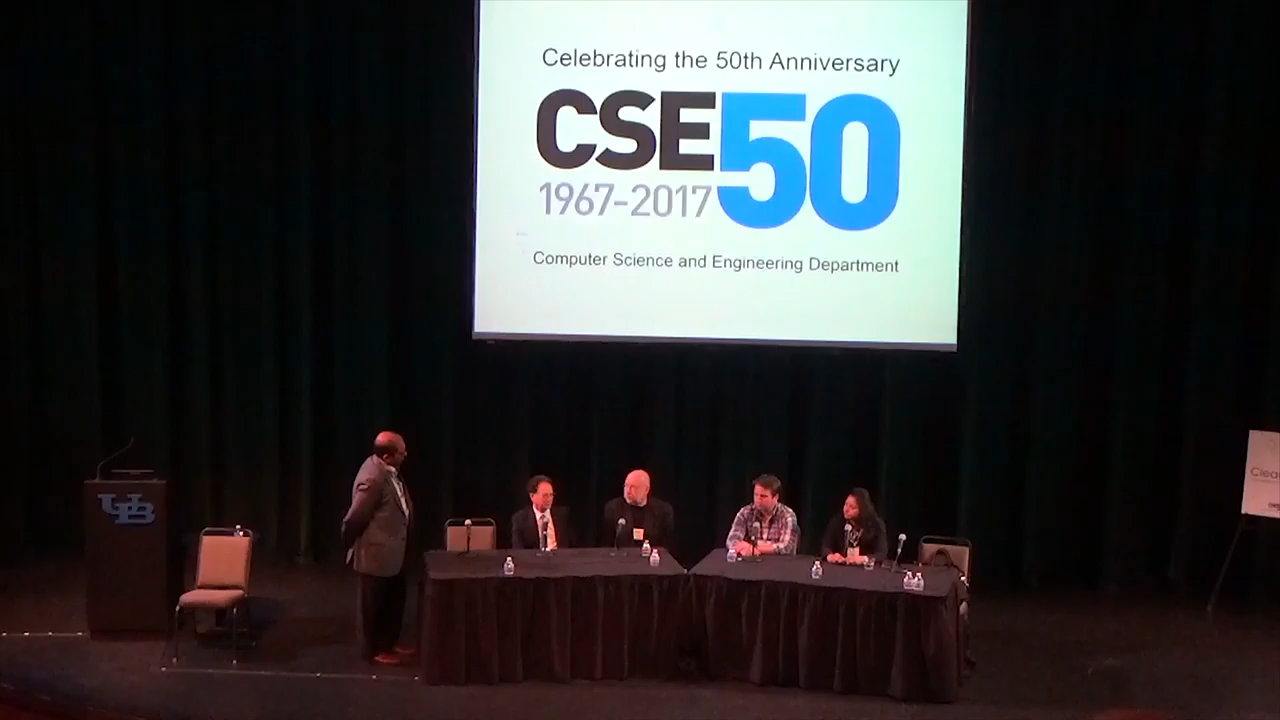 Celebrating the 50th Anniversary
CSE50
1967-2017
Computer Science and Engineering Department
UB